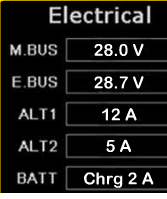 Electrical
M.BUS 28.0 V
E.BUS 28.7 V
ALT1 12 A
ALT2 5 A
BATT Chrg 2 A